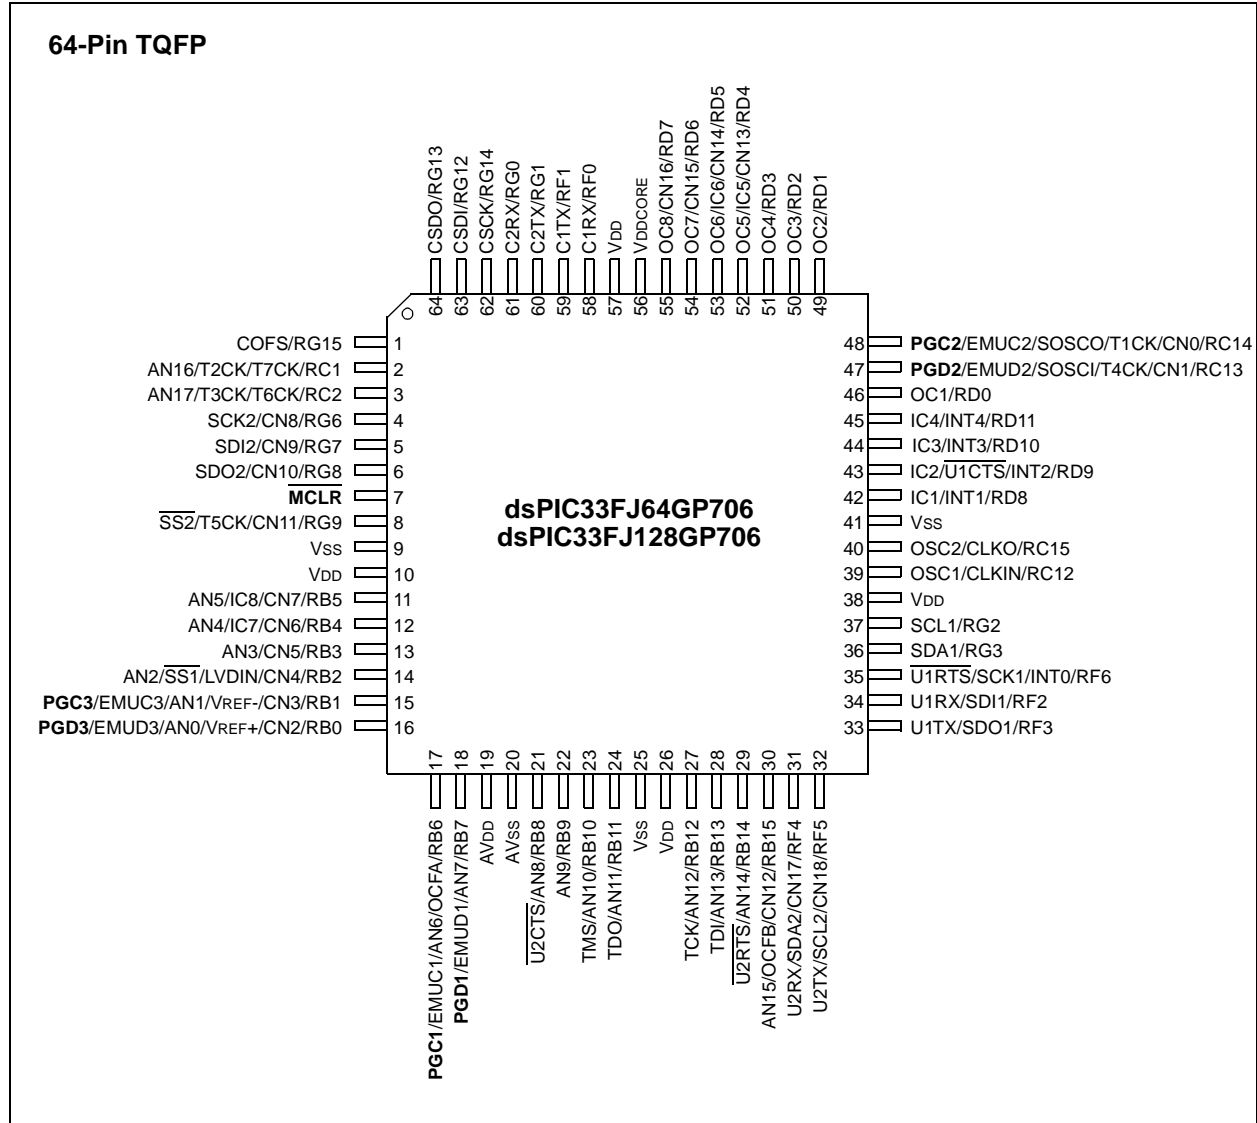 64-Pin TQFP
CSDO/RG13
CSDI/RG12
CSCK/RG14
C2RX/RG0
C2TX/RG1
C1TX/RF1
C1RX/RF0
VDD
VDDCORE
OC8/CN16/RD7
OC7/CN15/RD6
OC6/IC6/CN14/RD5
OC5/IC5/CN13/RD4
OC4/RD3
OC3/RD2
OC2/RD1
64
63
62
61
60
59
58
57
56
55
54
53
52
51
50
49
COFS/RG15 1
AN16/T2CK/T7CK/RC1 2
AN17/T3CK/T6CK/RC2 3
SCK2/CN8/RG6 4
SDI2/CN9/RG7 5
SDO2/CN10/RG8 6
MCLR 7
SS2/T5CK/CN11/RG9 8
VSS 9
VDD 10
AN5/IC8/CN7/RB5 11
AN4/IC7/CN6/RB4 12
AN3/CN5/RB3 13
AN2/SS1/LVDIN/CN4/RB2 14
PGC3/EMUC3/AN1/VREF-/CN3/RB1 15
PGD3/EMUD3/AN0/VREF+/CN2/RB0 16
dsPIC33FJ64GP706
dsPIC33FJ128GP706
48 PGC2/EMUC2/SOSCO/T1CK/CN0/RC14
47 PGD2/EMUD2/SOSCI/T4CK/CN1/RC13
46 OC1/RD0
45 IC4/INT4/RD11
44 IC3/INT3/RD10
43 IC2/U1CTS/INT2/RD9
42 IC1/INT1/RD8
41 VSS
40 OSC2/CLKO/RC15
39 OSC1/CLKIN/RC12
38 VDD
37 SCL1/RG2
36 SDA1/RG3
35 U1RTS/SCK1/INT0/RF6
34 U1RX/SDI1/RF2
33 U1TX/SDO1/RF3
17
18
19
20
21
22
23
24
25
26
27
28
29
30
31
32
PGC1/EMUC1/AN6/OCFA/RB6
PGD1/EMUD1/AN7/RB7
AVDD
AVSS
U2CTS/AN8/RB8
AN9/RB9
TMS/AN10/RB10
TDO/AN11/RB11
VSS
VDD
TCK/AN12/RB12
TDI/AN13/RB13
U2RTS/AN14/RB14
AN15/OCFB/CN12/RB15
U2RX/SDA2/CN17/RF4
U2TX/SCL2/CN18/RF5